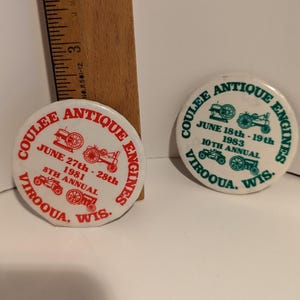 3
COULEE ANTIQUE ENGINES
JUNE 27th - 28th
1981
8TH ANNUAL
VIROQUA, WIS.
COULEE ANTIQUE ENGINES
JUNE 18th - 19th
1983
10TH ANNUAL
VIROQUA, WIS.